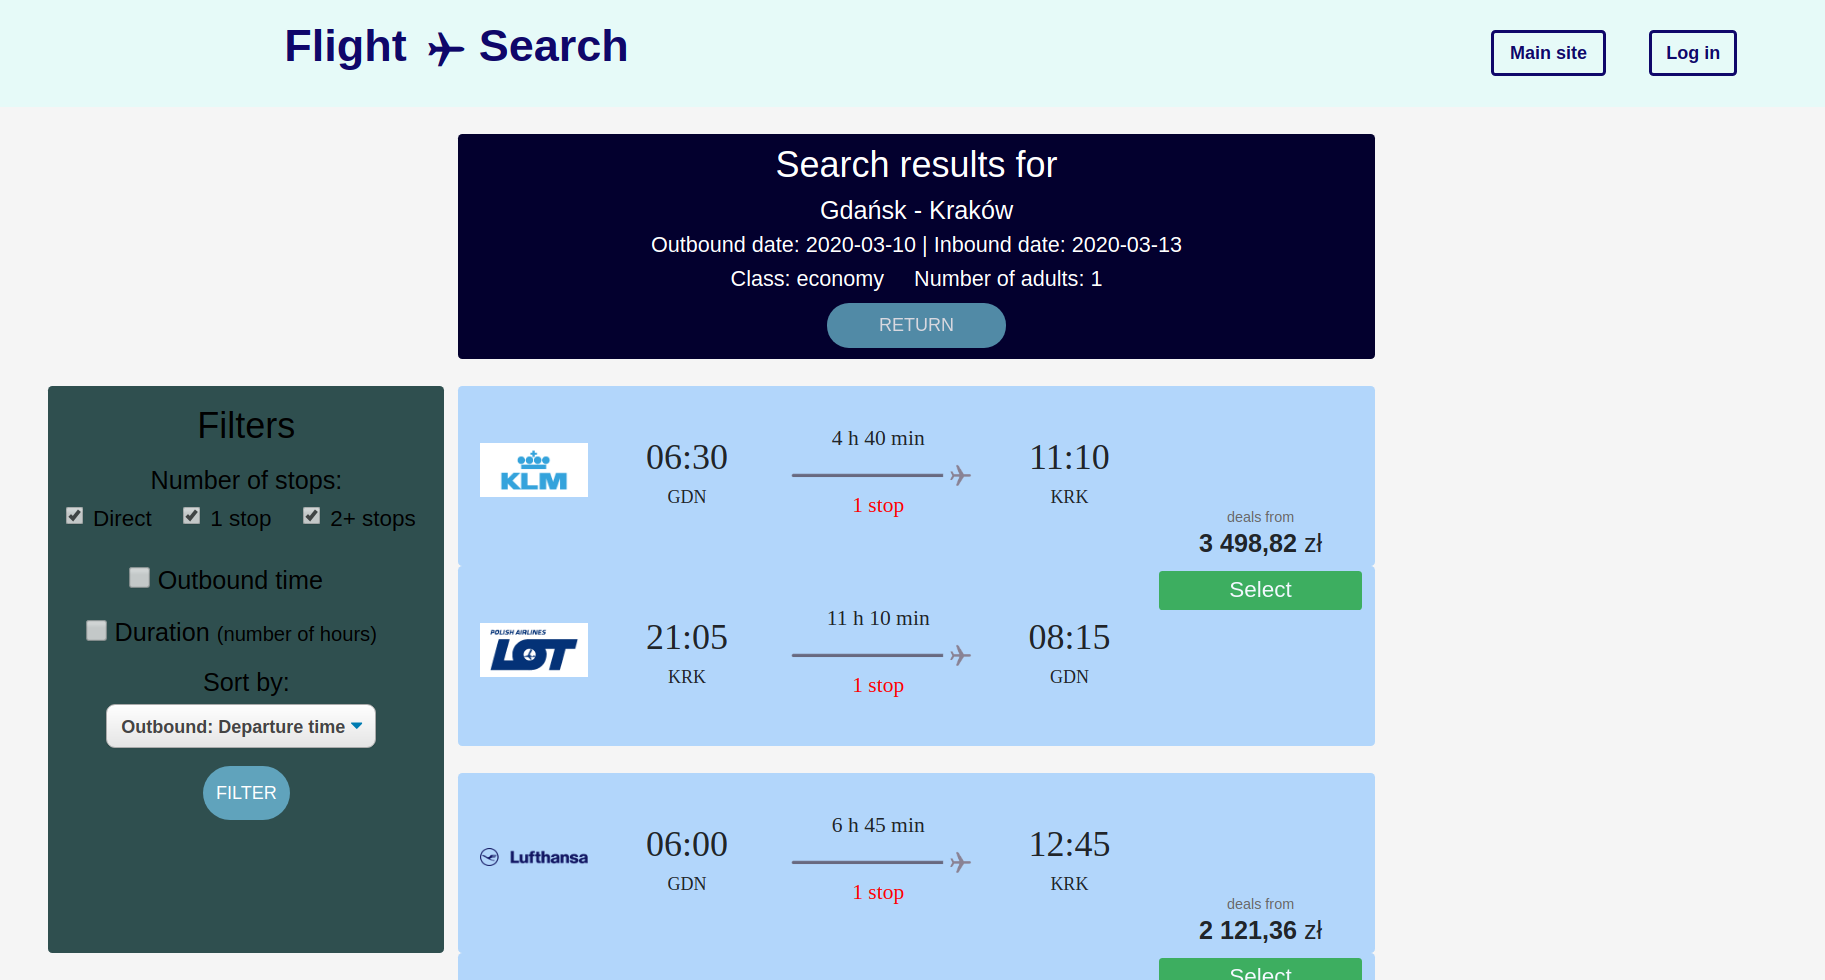 Flight Search
Main site
Log in
Search results for
Gdańsk - Kraków
Outbound date: 2020-03-10 | Inbound date: 2020-03-13
Class: economy Number of adults: 1
RETURN
Filters
Number of stops:
Direct 1 stop 2+ stops
Outbound time
Duration (number of hours)
Sort by:
Outbound: Departure time
FILTER
KLM
06:30
GDN
4 h 40 min
1 stop
11:10
KRK
deals from
3 498,82 zł
Select
POLISH AIRLINES
LOT
21:05
KRK
11 h 10 min
1 stop
08:15
GDN
Lufthansa
06:00
GDN
6 h 45 min
1 stop
12:45
KRK
deals from
2 121,36 zł
Select